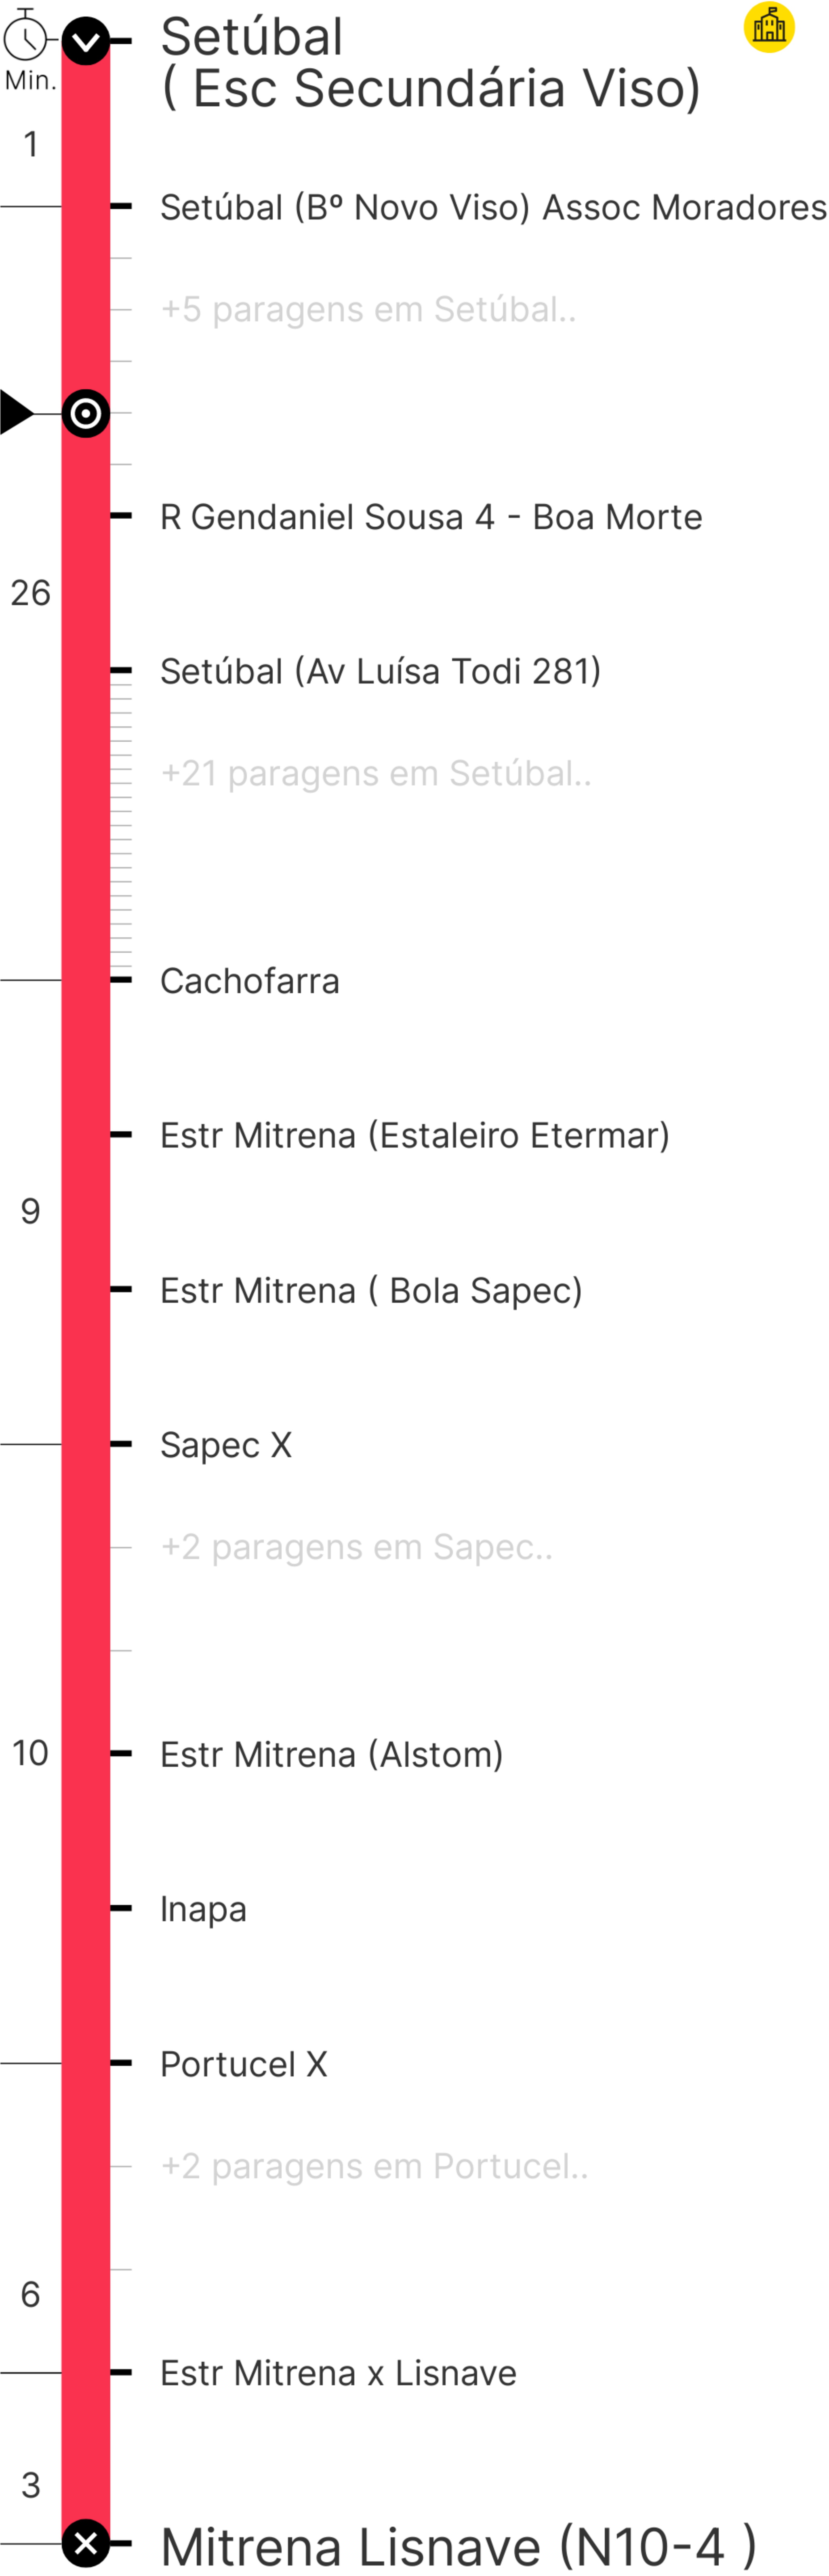 Setúbal
( Esc Secundária Viso)
Min.
1
Setúbal (Bº Novo Viso) Assoc Moradores
+5 paragens em Setúbal..
R Gendaniel Sousa 4 - Boa Morte
26
Setúbal (Av Luísa Todi 281)
+21 paragens em Setúbal..
Cachofarra
Estr Mitrena (Estaleiro Etermar)
9
Estr Mitrena ( Bola Sapec)
Sapec X
+2 paragens em Sapec..
10
Estr Mitrena (Alstom)
Inapa
Portucel X
+2 paragens em Portucel..
6
Estr Mitrena x Lisnave
3
Mitrena Lisnave (N10-4 )